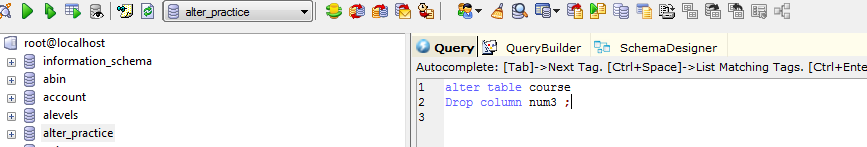 alter_practice
root@localhost
information_schema
abin
account
alevels
alter_practice
Query QueryBuilder SchemaDesigner
Autocomplete: [Tab]->Next Tag. [Ctrl+Space]->List Matching Tags. [Ctrl+Ente
1 alter table course
2 Drop column num3 ;
3